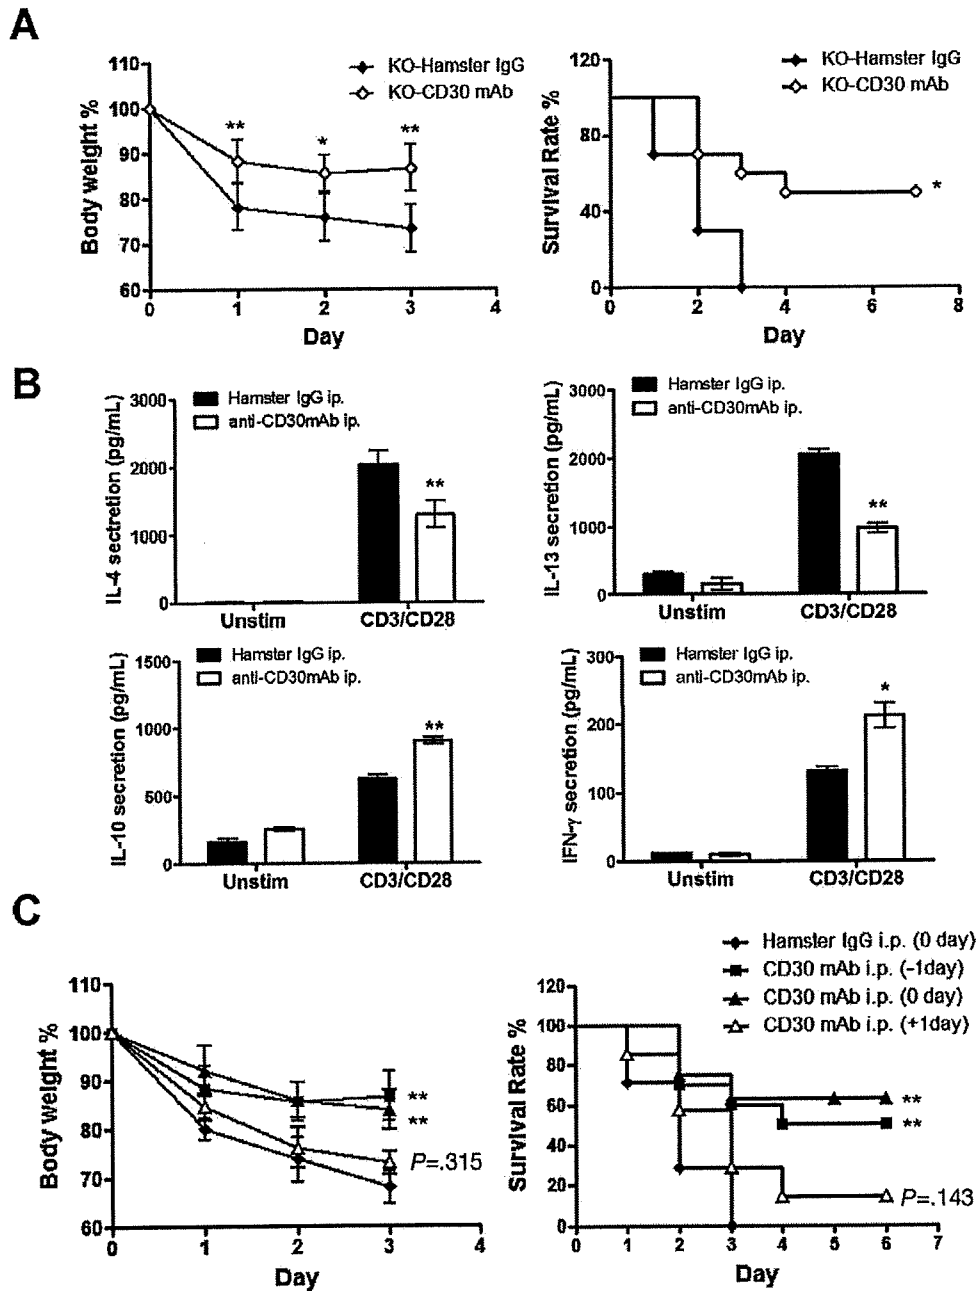 A
KO-Hamster IgG
KO-CD30 mAb
Body weight %
110
100
90
80
70
60
** * **
0 1 2 3 4
Day
KO-Hamster IgG
KO-CD30 mAb
Survival Rate %
120
80
40
0
*
0 2 4 6 8
Day
B
Hamster IgG ip.
anti-CD30mAb ip.
IL-4 sectretion (pg/mL)
3000
2000
1000
0
**
Unstim CD3/CD28
Hamster IgG ip.
anti-CD30mAb ip.
IL-13 secretion (pg/mL)
3000
2000
1000
0
**
Unstim CD3/CD28
Hamster IgG ip.
anti-CD30mAb ip.
IL-10 secretion (pg/mL)
1500
1000
500
0
**
Unstim CD3/CD28
Hamster IgG ip.
anti-CD30mAb ip.
IFN-γ secretion (pg/mL)
300
200
100
0
*
Unstim CD3/CD28
C
Hamster IgG i.p. (0 day)
CD30 mAb i.p. (-1day)
CD30 mAb i.p. (0 day)
CD30 mAb i.p. (+1day)
Body weight %
110
100
90
80
70
60
**
**
P=.315
0 1 2 3 4
Day
Survival Rate %
120
100
80
60
40
20
0
**
**
P=.143
0 1 2 3 4 5 6 7
Day